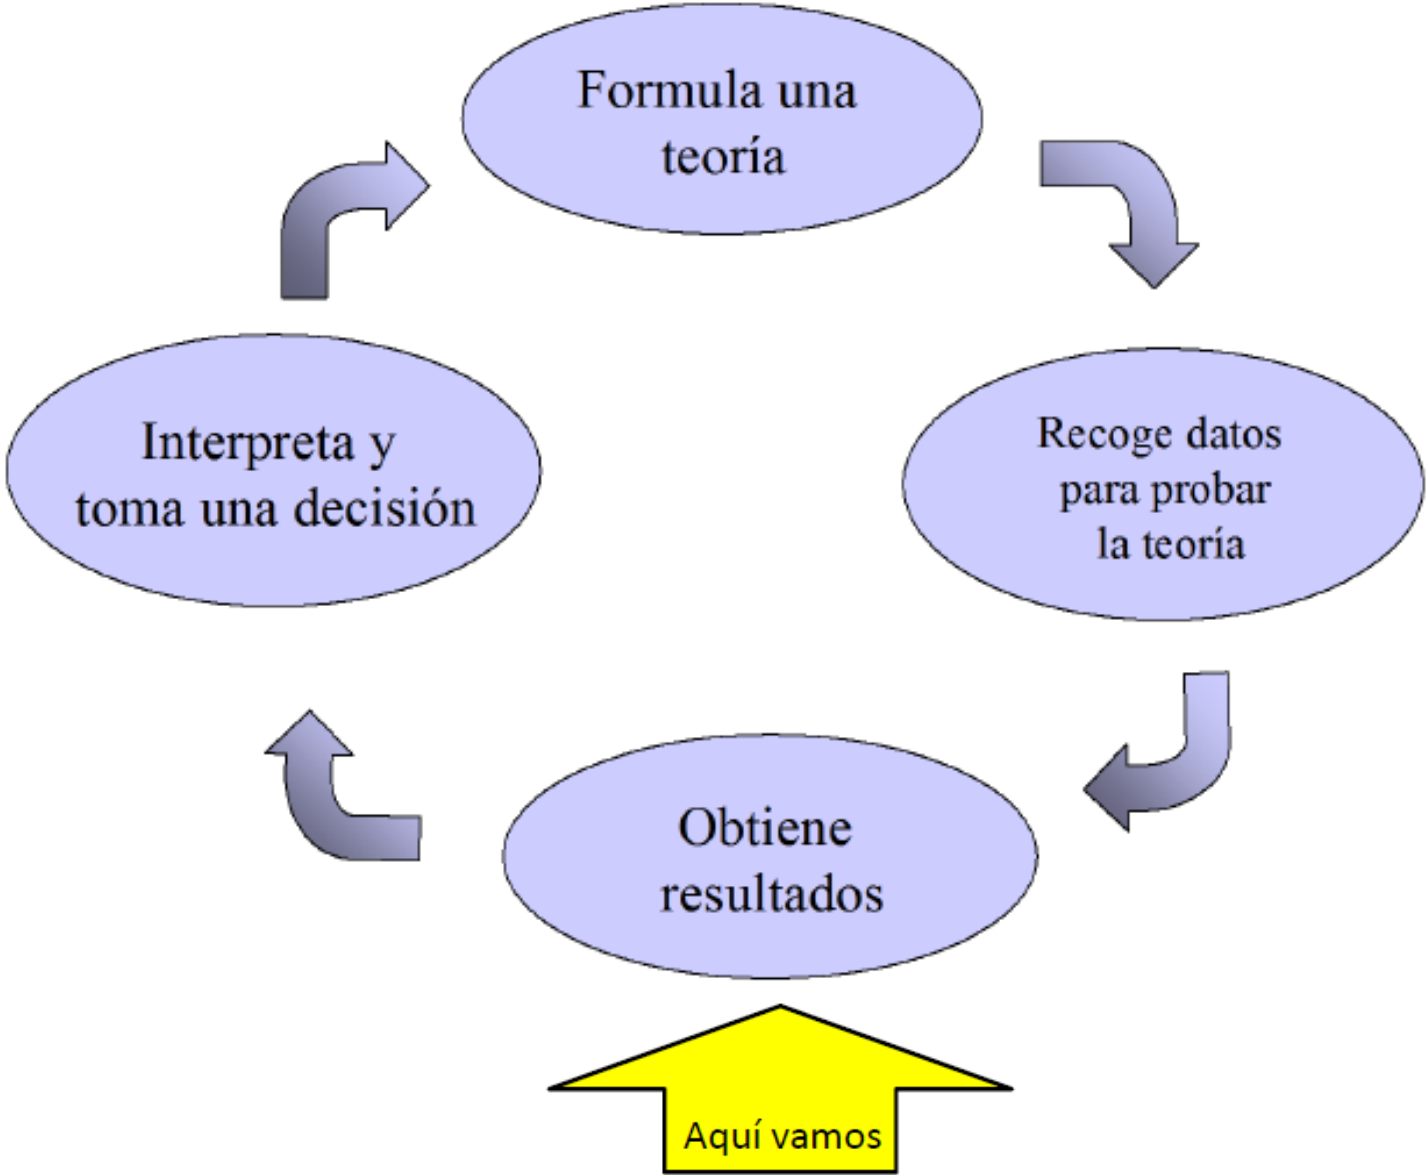 Formula una
teoría
Recoge datos
para probar
la teoría
Obtiene
resultados
Interpreta y
toma una decisión
Aquí vamos